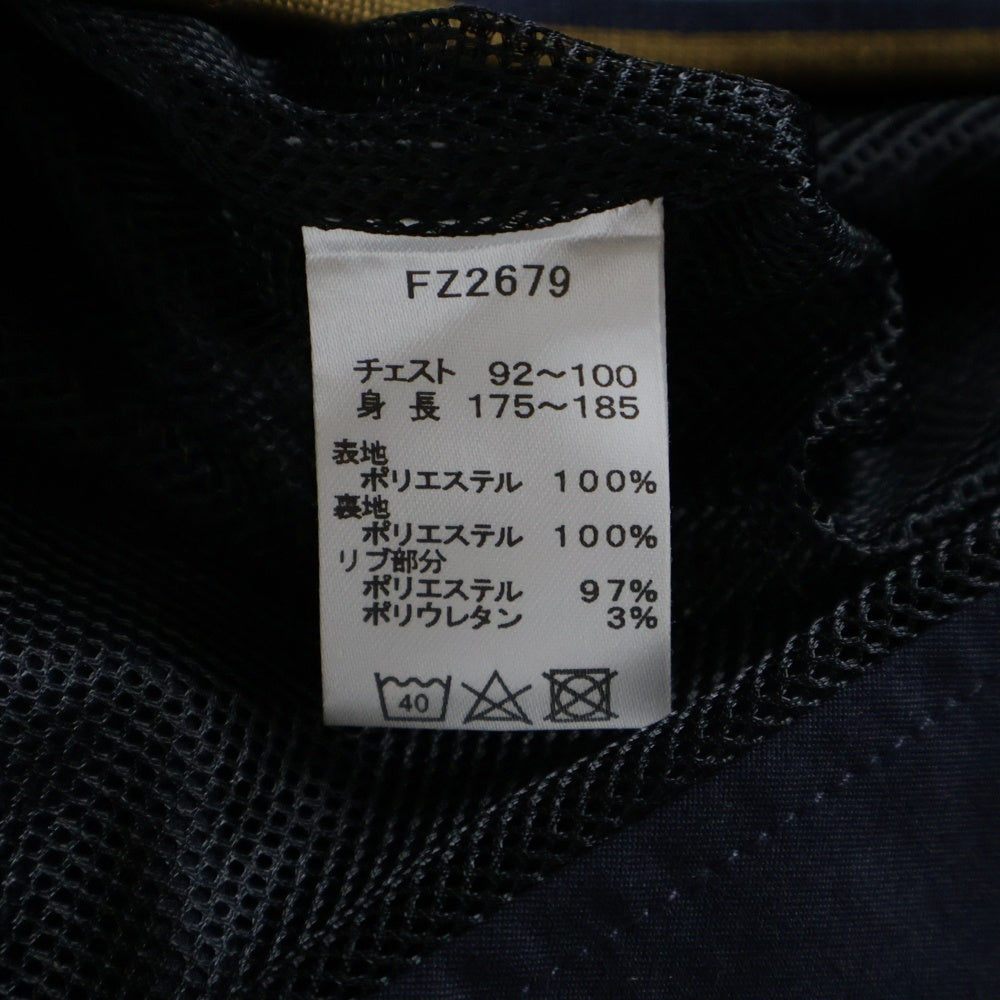 FZ2679
チェスト 92〜100
身長 175〜185
表地
ポリエステル 100%
裏地
ポリエステル 100%
リブ部分
ポリエステル 97%
ポリウレタン 3%
40